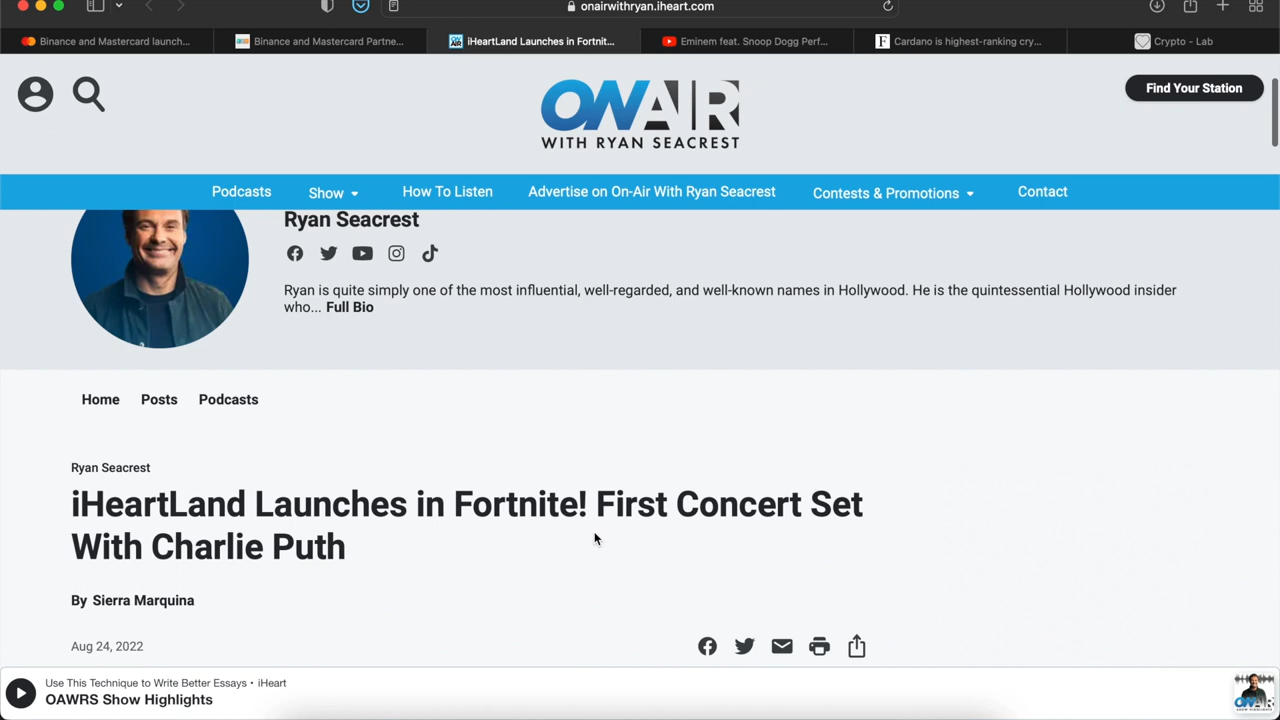 onairwithryan.iheart.com
Binance and Mastercard launch...
Binance and Mastercard Partne...
iHeartLand Launches in Fortnit...
Eminem feat. Snoop Dogg Perf...
Cardano is highest-ranking cry...
Crypto - Lab
ON AIR
WITH RYAN SEACREST
Find Your Station
Podcasts
Show
How To Listen
Advertise on On-Air With Ryan Seacrest
Contests & Promotions
Contact
Ryan Seacrest
Ryan is quite simply one of the most influential, well-regarded, and well-known names in Hollywood. He is the quintessential Hollywood insider
who... Full Bio
Home
Posts
Podcasts
Ryan Seacrest
iHeartLand Launches in Fortnite! First Concert Set
With Charlie Puth
By Sierra Marquina
Aug 24, 2022
Use This Technique to Write Better Essays • iHeart
OAWRS Show Highlights